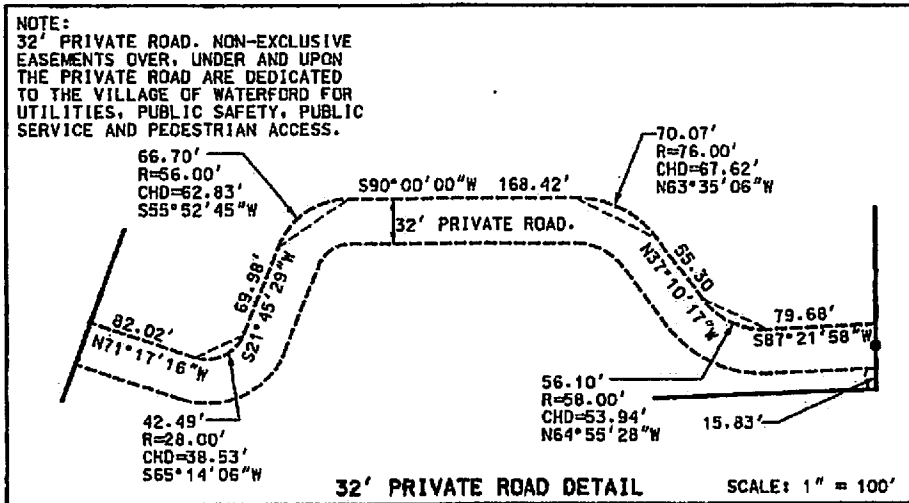 NOTE:
32' PRIVATE ROAD. NON-EXCLUSIVE
EASEMENTS OVER, UNDER AND UPON
THE PRIVATE ROAD ARE DEDICATED
TO THE VILLAGE OF WATERFORD FOR
UTILITIES, PUBLIC SAFETY, PUBLIC
SERVICE AND PEDESTRIAN ACCESS.
66.70'
R=56.00'
CHD=62.83'
S55°52'45"W
S90°00'00"W 168.42'
70.07'
R=76.00'
CHD=67.62'
N63°35'06"W
32' PRIVATE ROAD.
69.98'
S21°45'29"W
55.30
N37°10'17"W
82.02'
N71°17'16"W
79.68'
S87°21'58"W
42.49'
R=28.00'
CHD=38.53'
S65°14'06"W
56.10'
R=58.00'
CHD=53.94'
N64°55'28"W
15.83'
32' PRIVATE ROAD DETAIL
SCALE: 1" = 100'